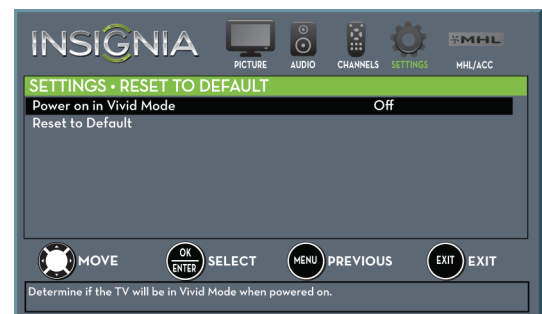 INSIGNIA
PICTURE AUDIO CHANNELS SETTINGS MHL/ACC
MHL
SETTINGS • RESET TO DEFAULT
Power on in Vivid Mode Off
Reset to Default
MOVE OK ENTER SELECT MENU PREVIOUS EXIT EXIT
Determine if the TV will be in Vivid Mode when powered on.